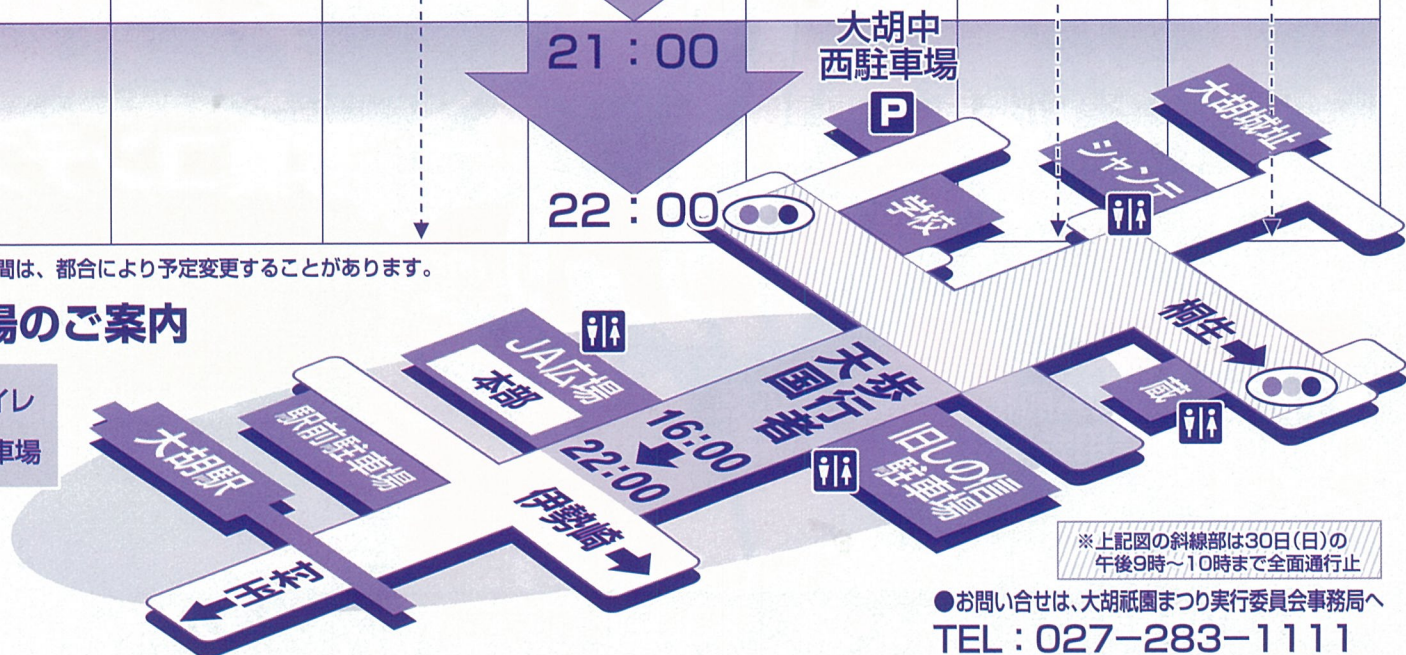 21：00
22：00
大胡中
西駐車場
P
大胡城址
シャンテ
学校
間は、都合により予定変更することがあります。
場のご案内
イレ
車場
JA広場
本部
歩行者
天国
16:00
22:00
桐生
蔵
大胡駅
駅前駐車場
旧しの信
駐車場
伊勢崎
※上記図の斜線部は30日(日)の
午後9時～10時まで全面通行止
●お問い合せは、大胡祇園まつり実行委員会事務局へ
TEL：027－283－1111